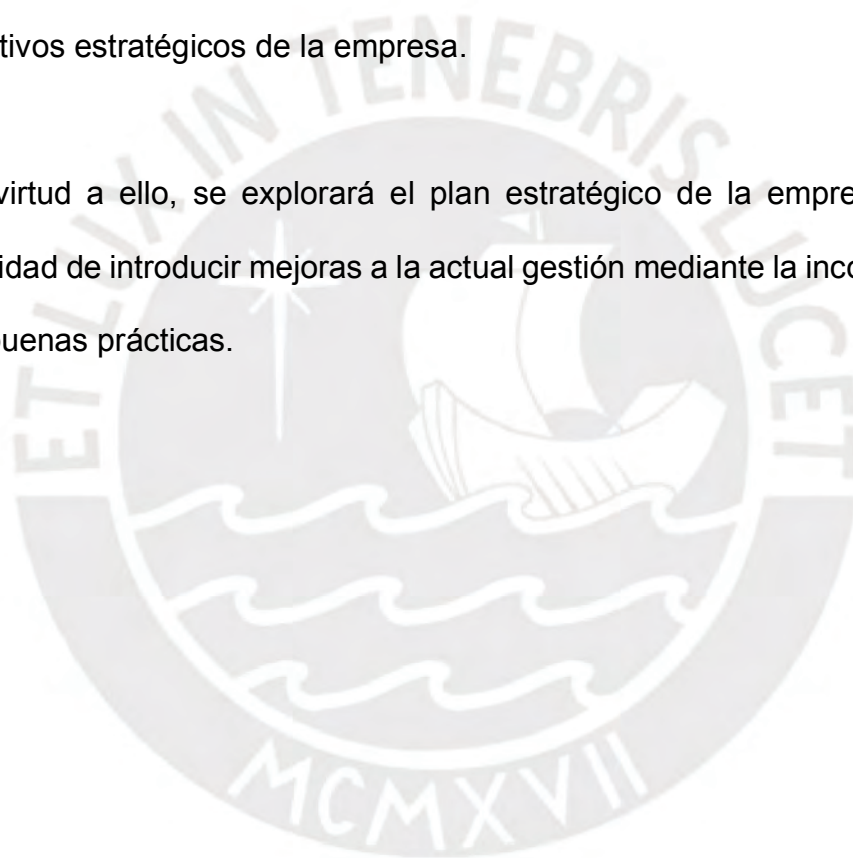 tivos estratégicos de la empresa.
virtud a ello, se explorará el plan estratégico de la empre
idad de introducir mejoras a la actual gestión mediante la inco
buenas prácticas.
ET LUX IN TENEBRIS LUCET
MCMXVII